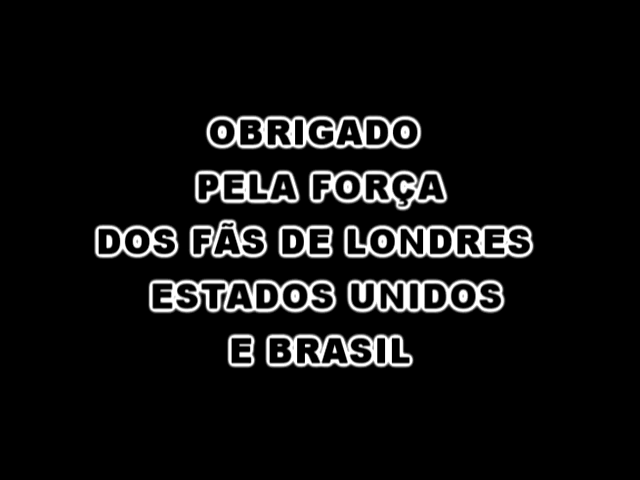 OBRIGADO
PELA FORÇA
DOS FÃS DE LONDRES
ESTADOS UNIDOS
E BRASIL